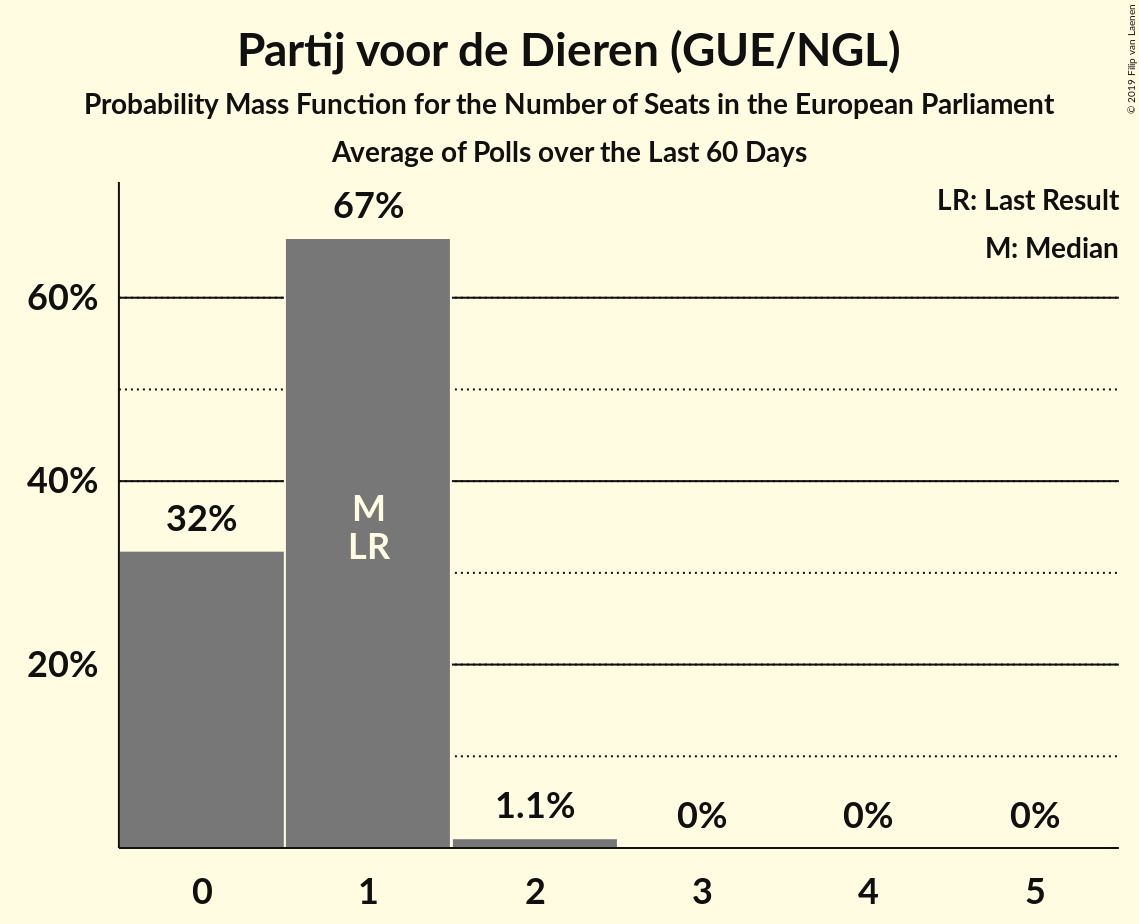 Partij voor de Dieren (GUE/NGL)
Probability Mass Function for the Number of Seats in the European Parliament
Average of Polls over the Last 60 Days
© 2019 Filip van Laenen
LR: Last Result
M: Median
67%
60%
40%
32%
M
LR
20%
1.1%
0%
0%
0%
0
1
2
3
4
5